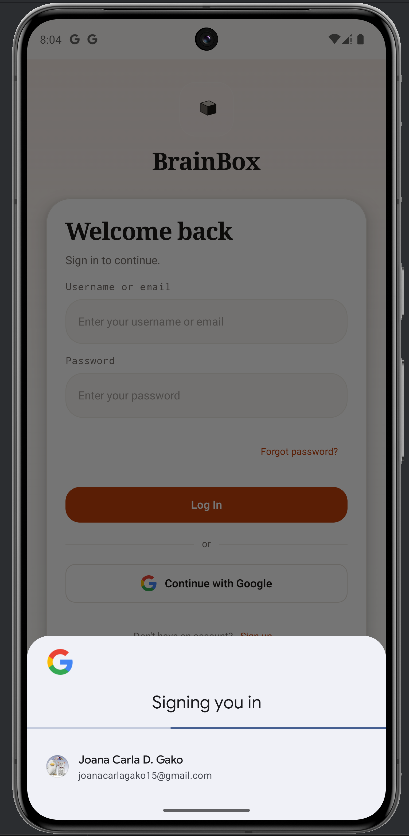 8:04
BrainBox
Welcome back
Sign in to continue.
Username or email
Enter your username or email
Password
Enter your password
Forgot password?
Log In
or
Continue with Google
Don't have an account? Sign up
Signing you in
Joana Carla D. Gako
joanacarlagako15@gmail.com